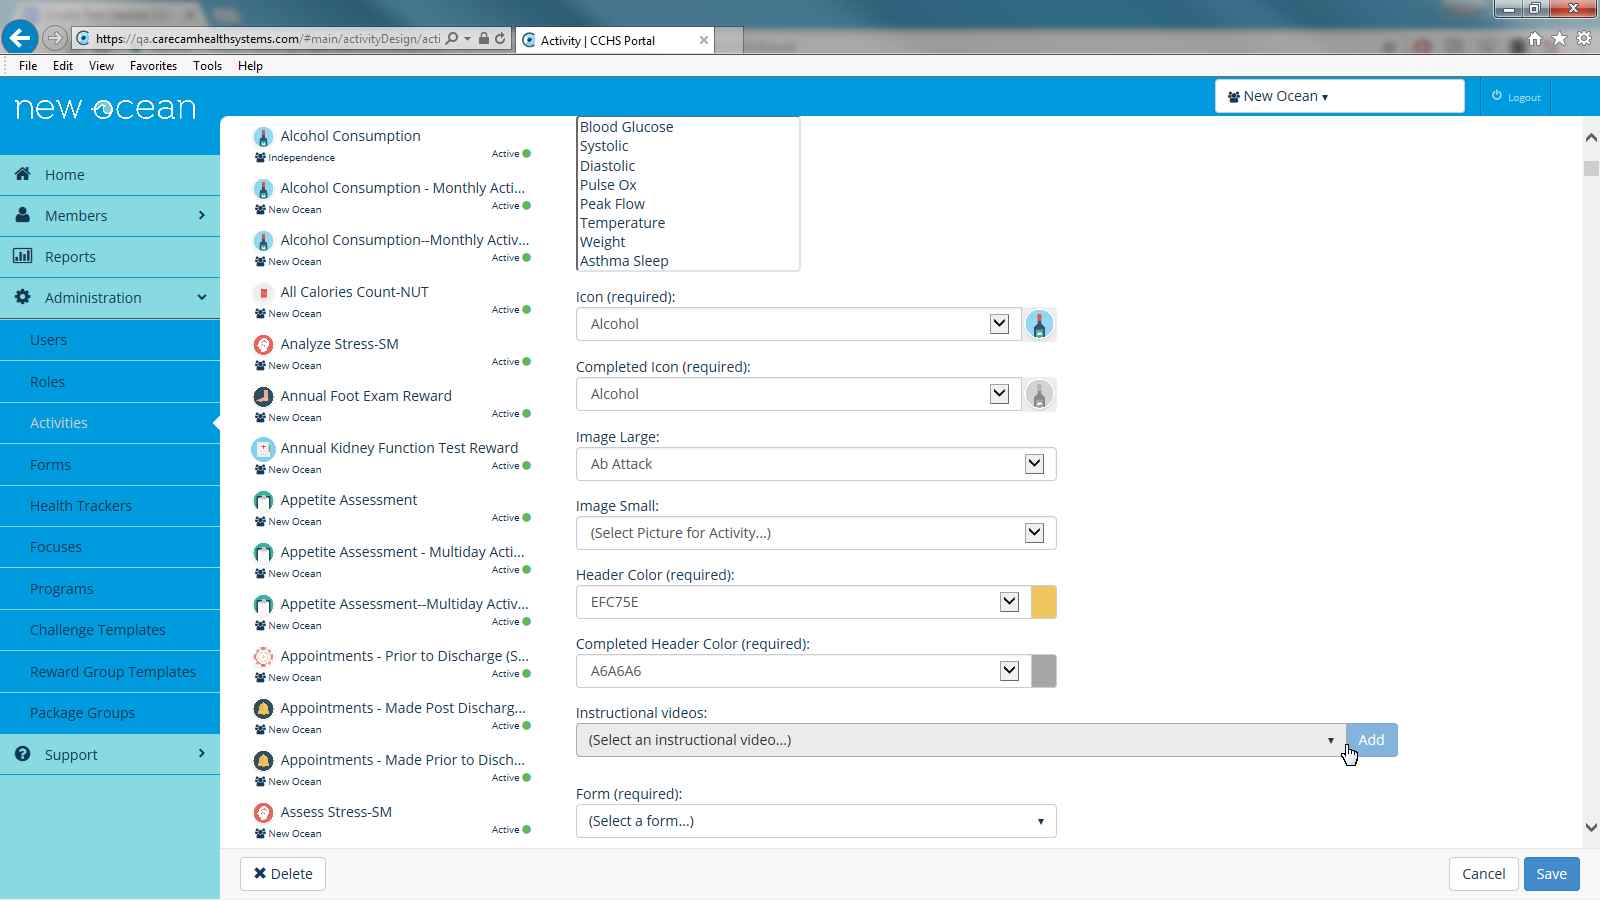 https://qa.carecamhealthsystems.com/#main/activityDesign/acti
Activity | CCHS Portal
File Edit View Favorites Tools Help
new ocean
New Ocean
Logout
Home
Members
Reports
Administration
Users
Roles
Activities
Forms
Health Trackers
Focuses
Programs
Challenge Templates
Reward Group Templates
Package Groups
Support
Alcohol Consumption
Independence Active
Alcohol Consumption - Monthly Acti...
New Ocean Active
Alcohol Consumption--Monthly Activ...
New Ocean Active
All Calories Count-NUT
New Ocean Active
Analyze Stress-SM
New Ocean Active
Annual Foot Exam Reward
New Ocean Active
Annual Kidney Function Test Reward
New Ocean Active
Appetite Assessment
New Ocean Active
Appetite Assessment - Multiday Acti...
New Ocean Active
Appetite Assessment--Multiday Activ...
New Ocean Active
Appointments - Prior to Discharge (S...
New Ocean Active
Appointments - Made Post Discharg...
New Ocean Active
Appointments - Made Prior to Disch...
New Ocean Active
Assess Stress-SM
New Ocean Active
Blood Glucose
Systolic
Diastolic
Pulse Ox
Peak Flow
Temperature
Weight
Asthma Sleep
Icon (required):
Alcohol
Completed Icon (required):
Alcohol
Image Large:
Ab Attack
Image Small:
(Select Picture for Activity...)
Header Color (required):
EFC75E
Completed Header Color (required):
A6A6A6
Instructional videos:
(Select an instructional video...) Add
Form (required):
(Select a form...)
Delete
Cancel
Save